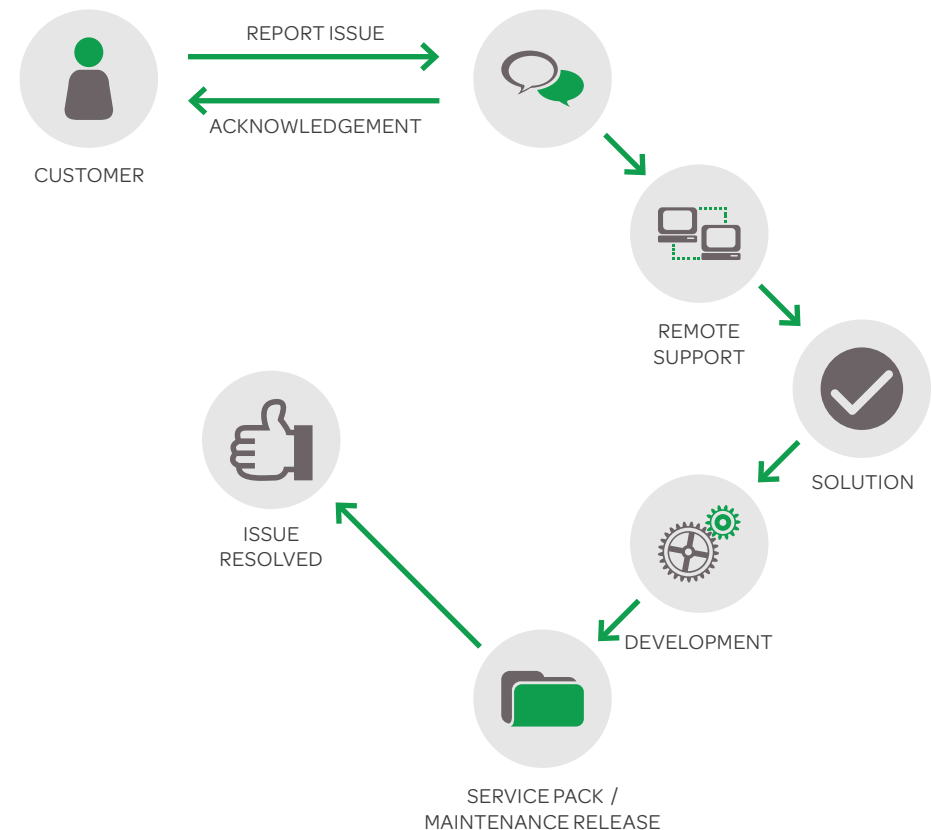 REPORT ISSUE
ACKNOWLEDGEMENT
CUSTOMER
REMOTE
SUPPORT
SOLUTION
DEVELOPMENT
SERVICE PACK /
MAINTENANCE RELEASE
ISSUE
RESOLVED